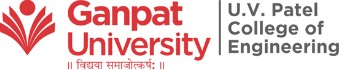 Ganpat
University
॥ विद्यया समाजोत्कर्षः ॥
U.V. Patel
College of
Engineering